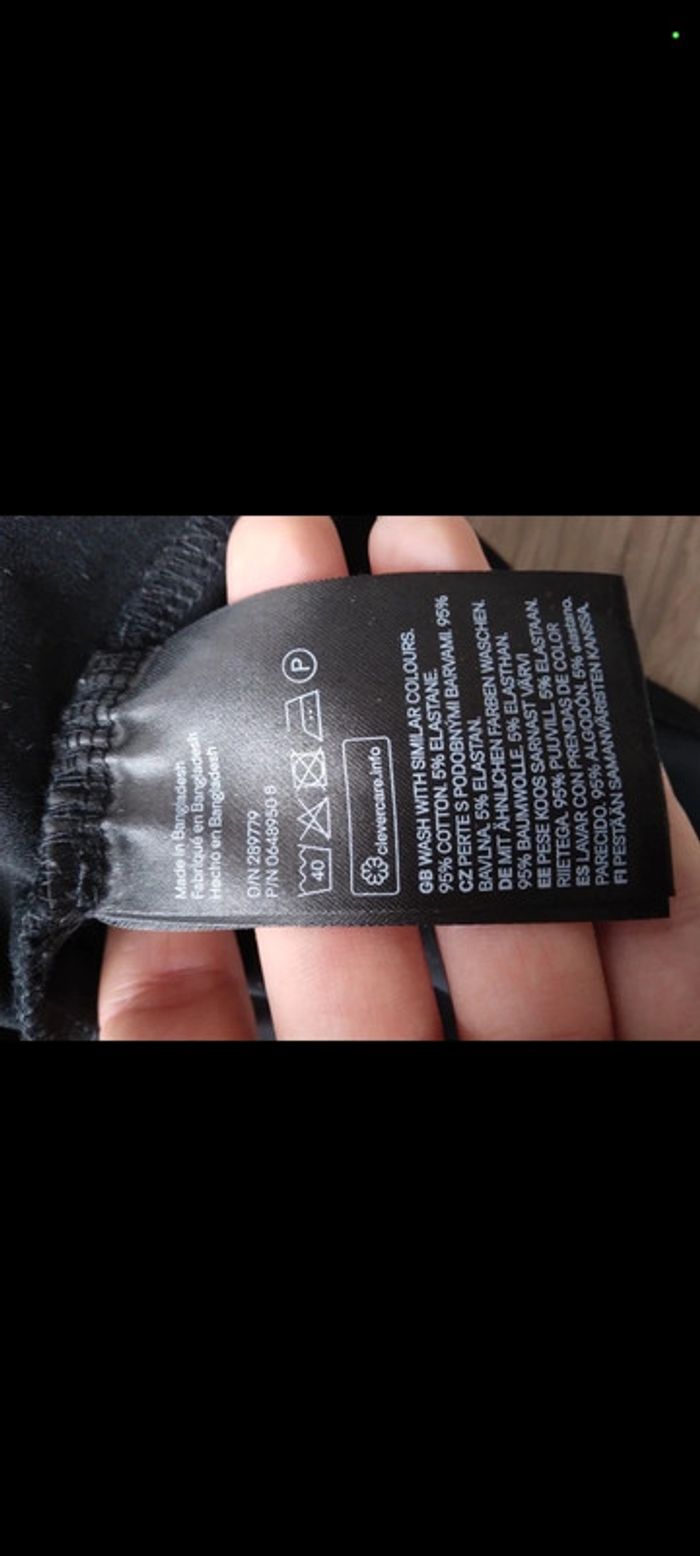 Made in Bangladesh
Fabriqué en Bangladesh
Hecho en Bangladesh
D/N 289779
P/N 0648950 8
40 P
clevercare.info
GB WASH WITH SIMILAR COLOURS.
95% COTTON. 5% ELASTANE.
CZ PERTE S PODOBNÝMI BARVAMI. 95%
BAVLNA, 5% ELASTAN.
DE MIT ÄHNLICHEN FARBEN WASCHEN.
95% BAUMWOLLE. 5% ELASTHAN.
EE PESE KOOS SARNAST VÄRVI
RIIETEGA. 95% PUUVILL. 5% ELASTAAN.
ES LAVAR CON PRENDAS DE COLOR
PARECIDO. 95% ALGODÓN. 5% elastano.
FI PESTÄÄN SAMANVÄRISTEN KANSSA.